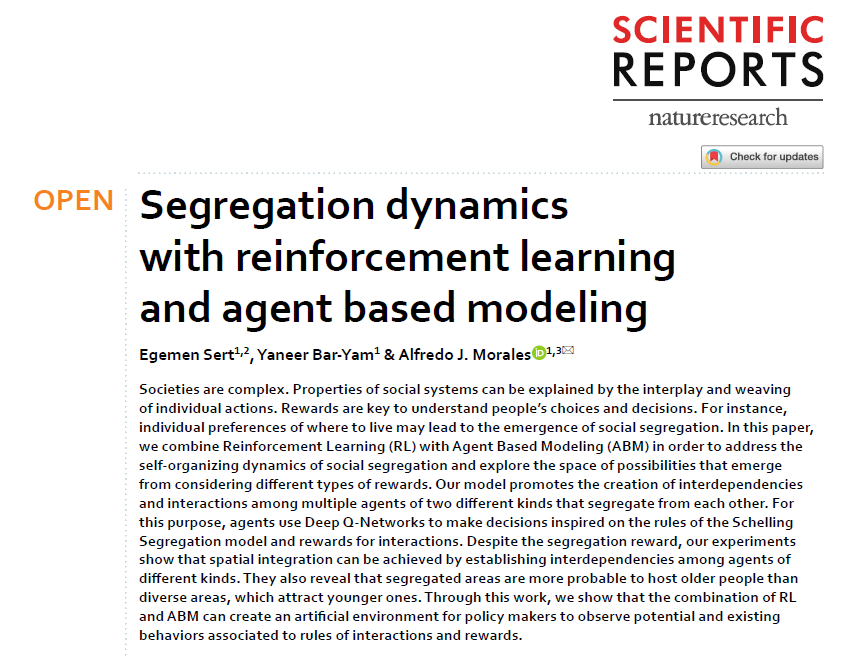 SCIENTIFIC
REPORTS
natureresearch
Check for updates
OPEN
Segregation dynamics
with reinforcement learning
and agent based modeling
Egemen Sert1,2, Yaneer Bar-Yam1 & Alfredo J. Morales iD 1,3✉
Societies are complex. Properties of social systems can be explained by the interplay and weaving
of individual actions. Rewards are key to understand people's choices and decisions. For instance,
individual preferences of where to live may lead to the emergence of social segregation. In this paper,
we combine Reinforcement Learning (RL) with Agent Based Modeling (ABM) in order to address the
self-organizing dynamics of social segregation and explore the space of possibilities that emerge
from considering different types of rewards. Our model promotes the creation of interdependencies
and interactions among multiple agents of two different kinds that segregate from each other. For
this purpose, agents use Deep Q-Networks to make decisions inspired on the rules of the Schelling
Segregation model and rewards for interactions. Despite the segregation reward, our experiments
show that spatial integration can be achieved by establishing interdependencies among agents of
different kinds. They also reveal that segregated areas are more probable to host older people than
diverse areas, which attract younger ones. Through this work, we show that the combination of RL
and ABM can create an artificial environment for policy makers to observe potential and existing
behaviors associated to rules of interactions and rewards.